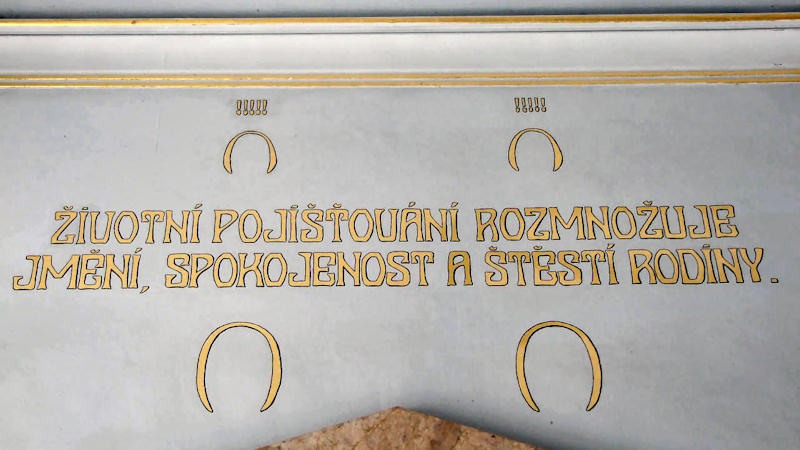 ŽIVOTNÍ POJIŠŤOVÁNÍ ROZMNOŽUJE
JMĚNÍ, SPOKOJENOST A ŠTĚSTÍ RODINY.